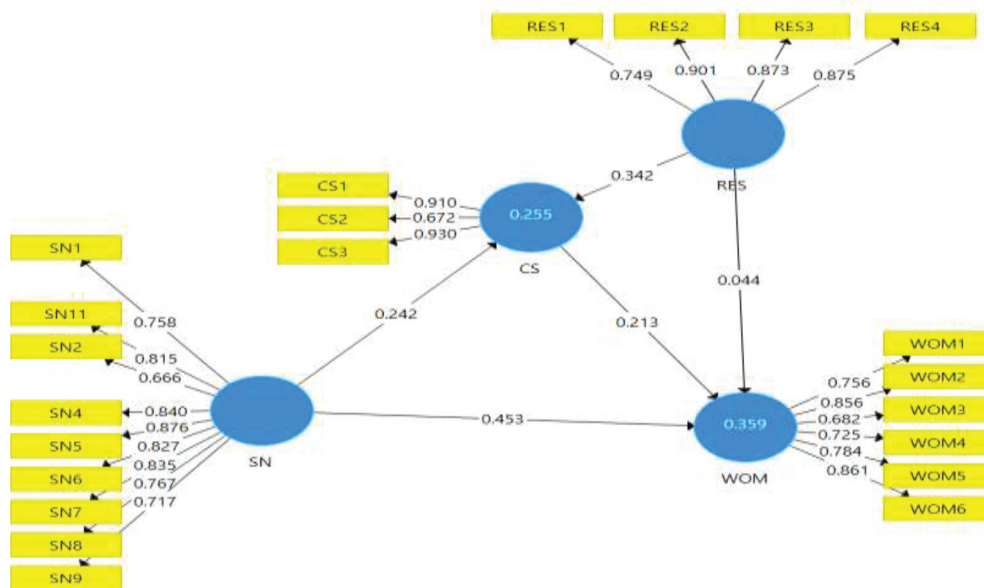 RES1 RES2 RES3 RES4
0.749 0.901 0.873 0.875
RES
0.342
CS1
CS2
CS3
0.910
0.672
0.930
0.255
CS
0.044
SN1
SN11
SN2
SN4
SN5
SN6
SN7
SN8
SN9
0.758
0.815
0.666
0.840
0.876
0.827
0.835
0.767
0.717
SN
0.242
0.213
0.453
0.359
WOM
0.756
0.856
0.682
0.725
0.784
0.861
WOM1
WOM2
WOM3
WOM4
WOM5
WOM6